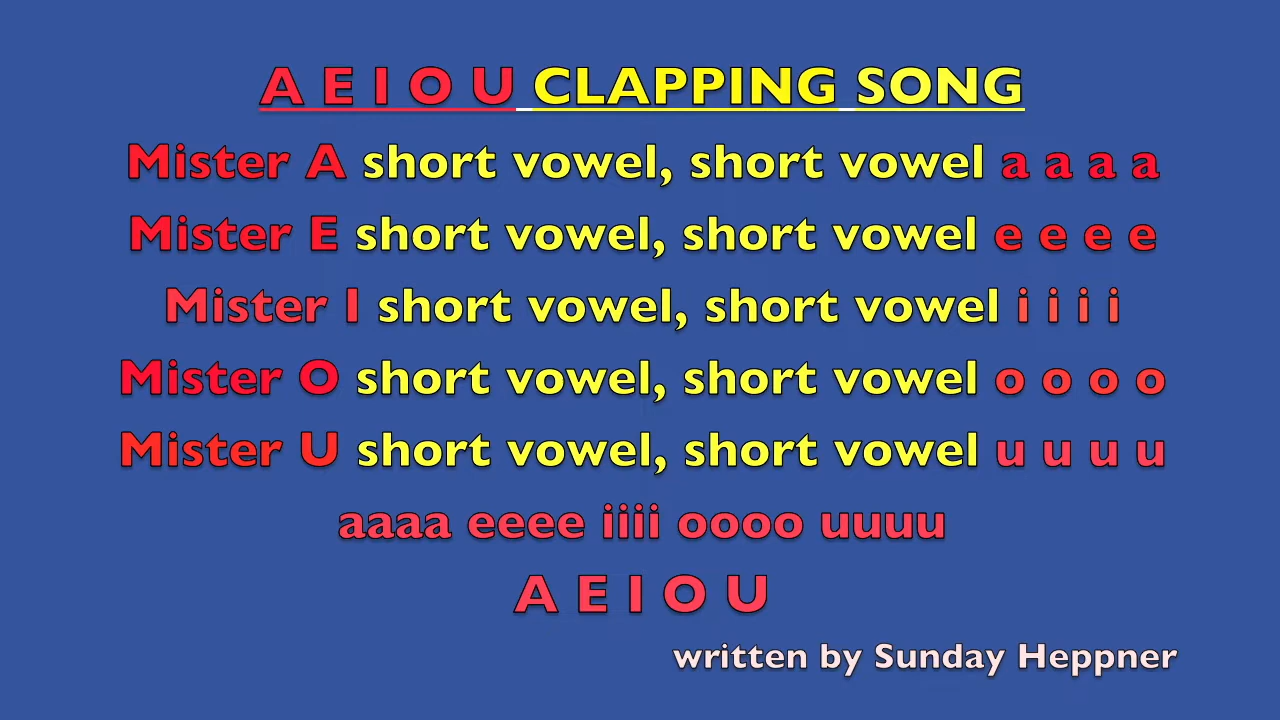 A E I O U CLAPPING SONG
Mister A short vowel, short vowel a a a a
Mister E short vowel, short vowel e e e e
Mister I short vowel, short vowel i i i i
Mister O short vowel, short vowel o o o o
Mister U short vowel, short vowel u u u u
aaaa eeee iiii oooo uuuu
A E I O U
written by Sunday Heppner